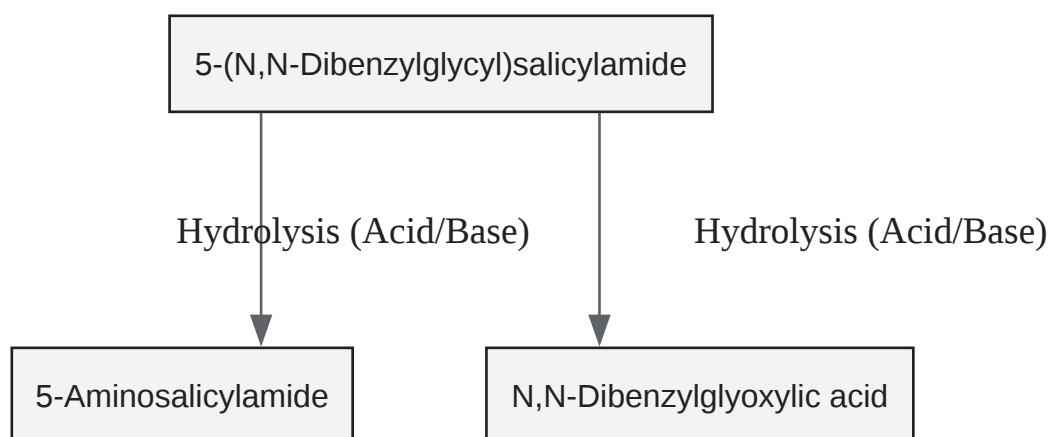 5-(N,N-Dibenzylglycyl)salicylamide
Hydrolysis (Acid/Base)
Hydrolysis (Acid/Base)
5-Aminosalicylamide
N,N-Dibenzylglyoxylic acid